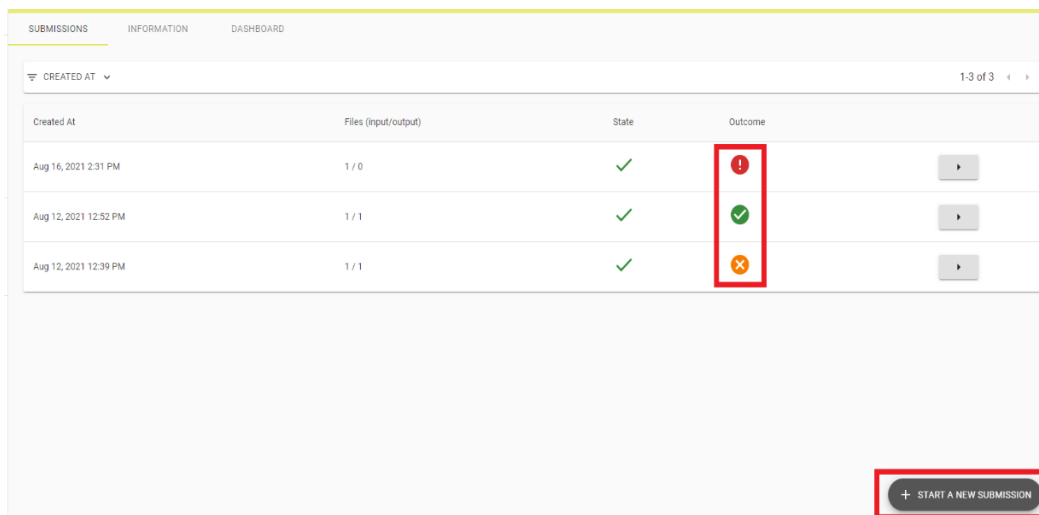 SUBMISSIONS INFORMATION DASHBOARD
CREATED AT 1-3 of 3
Created At Files (input/output) State Outcome
Aug 16, 2021 2:31 PM 1 / 0
Aug 12, 2021 12:52 PM 1 / 1
Aug 12, 2021 12:39 PM 1 / 1
+ START A NEW SUBMISSION